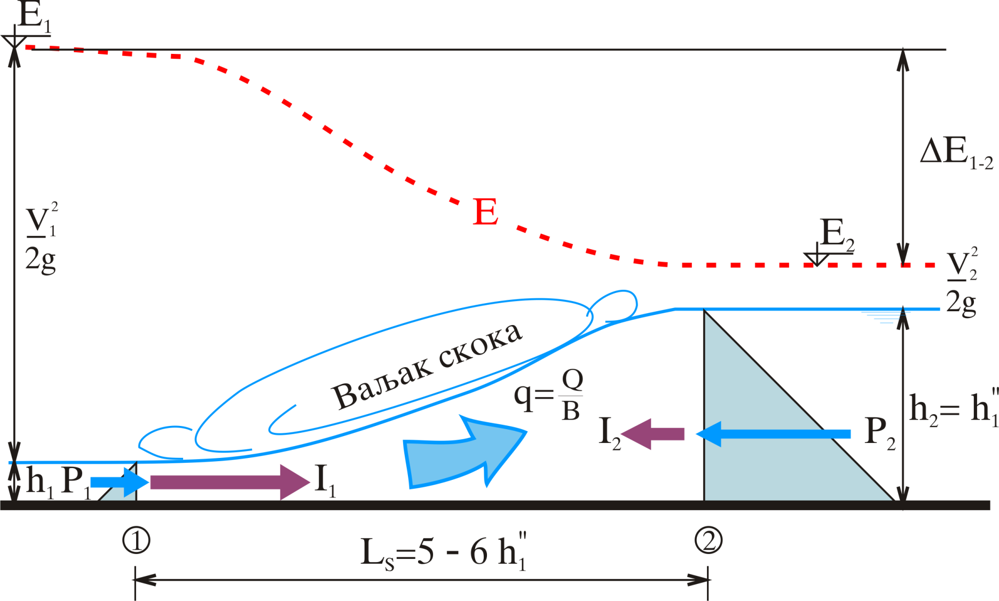 E₁
V₁²
2g
E
ΔE₁₋₂
E₂
V₂²
2g
Ваљак скока
q=Q/B
h₂= h₁"
I₂
P₂
h₁ P₁
I₁
① ②
Lₛ=5 - 6 h₁"